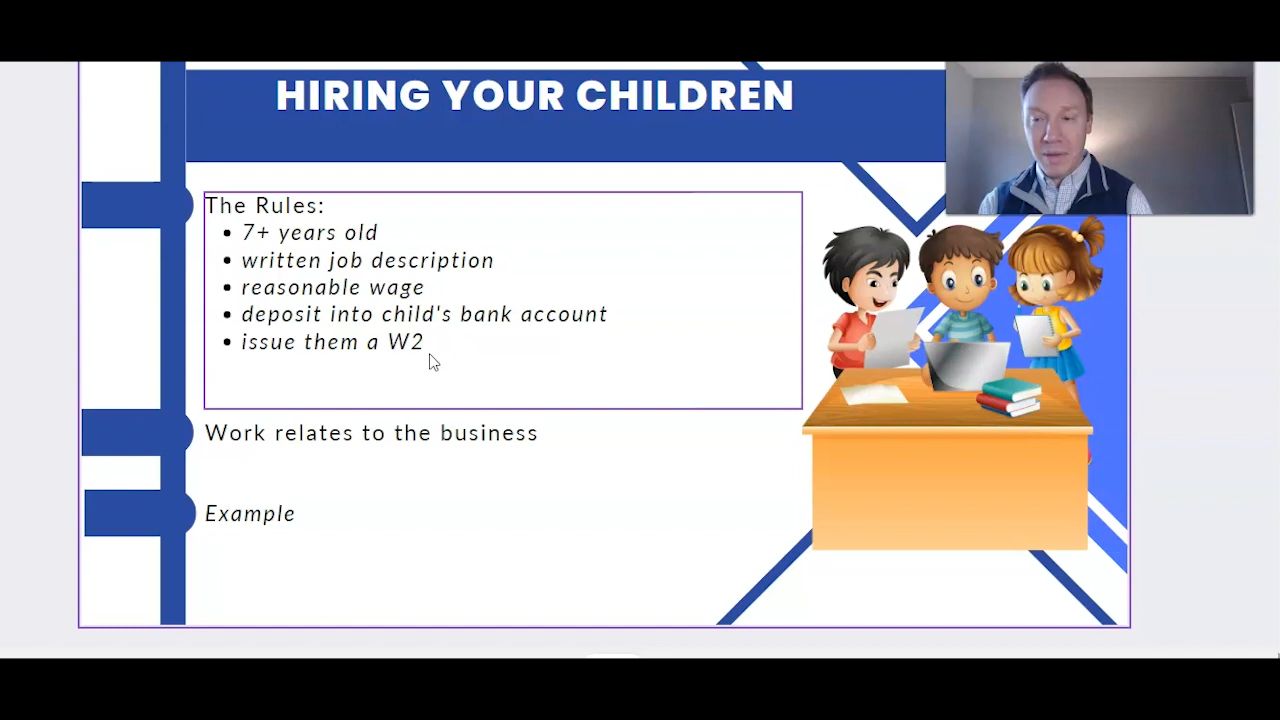 HIRING YOUR CHILDREN
The Rules:
• 7+ years old
• written job description
• reasonable wage
• deposit into child's bank account
• issue them a W2
Work relates to the business
Example